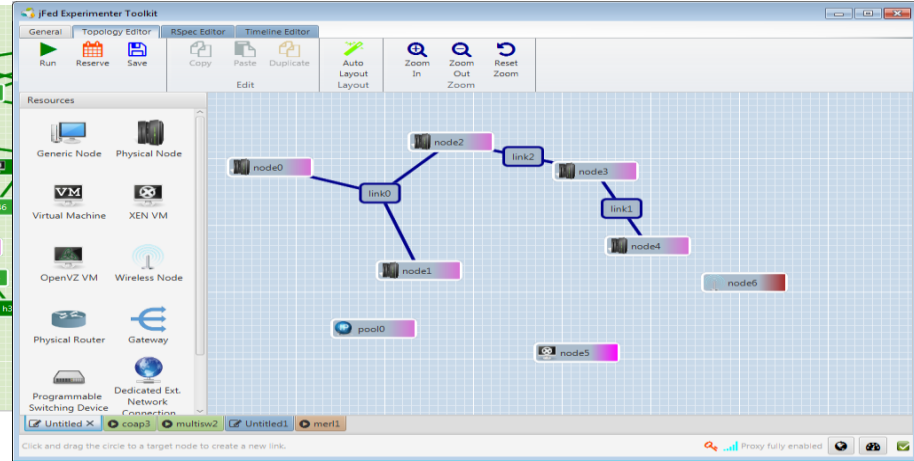 jFed Experimenter Toolkit
General Topology Editor RSpec Editor Timeline Editor
Run Reserve Save Copy Paste Duplicate Auto Layout Zoom In Zoom Out Reset Zoom
Edit Layout Zoom
Resources
Generic Node Physical Node
VM
Virtual Machine XEN VM
OpenVZ VM Wireless Node
Physical Router Gateway
Programmable Switching Device Dedicated Ext. Network Connection
node2
link2
node0
node3
link0
link1
node4
node1
node6
IP pool0
node5
Untitled coap3 multisw2 Untitled1 merl1
Click and drag the circle to a target node to create a new link. Proxy fully enabled
h3